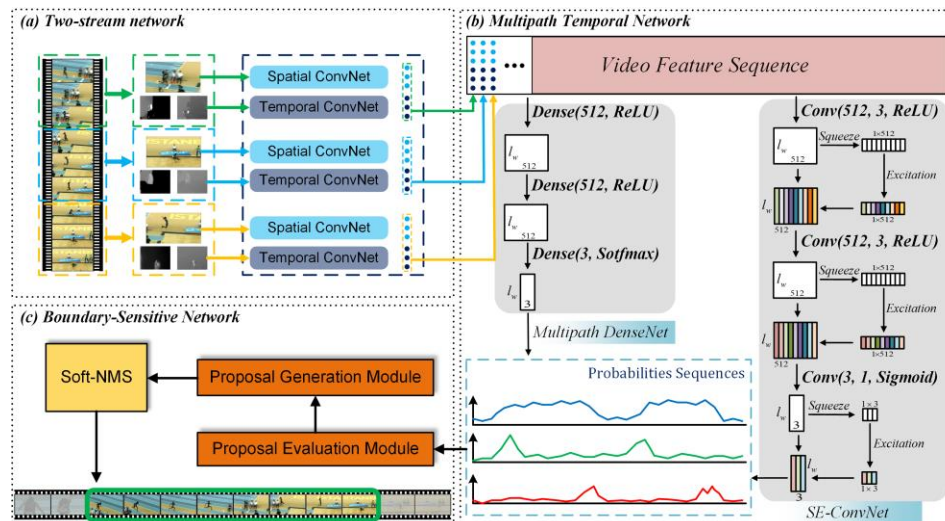 (a) Two-stream network
Spatial ConvNet
Temporal ConvNet
Spatial ConvNet
Temporal ConvNet
Spatial ConvNet
Temporal ConvNet
(b) Multipath Temporal Network
Video Feature Sequence
Dense(512, ReLU)
l_w
512
Dense(512, ReLU)
l_w
512
Dense(3, Sotfmax)
l_w
3
Multipath DenseNet
Conv(512, 3, ReLU)
l_w
512
Squeeze
1×512
Excitation
l_w
512
1×512
Conv(512, 3, ReLU)
l_w
512
Squeeze
1×512
Excitation
l_w
512
1×512
Conv(3, 1, Sigmoid)
l_w
3
Squeeze
1×3
Excitation
l_w
3
1×3
SE-ConvNet
Probabilities Sequences
(c) Boundary-Sensitive Network
Soft-NMS
Proposal Generation Module
Proposal Evaluation Module